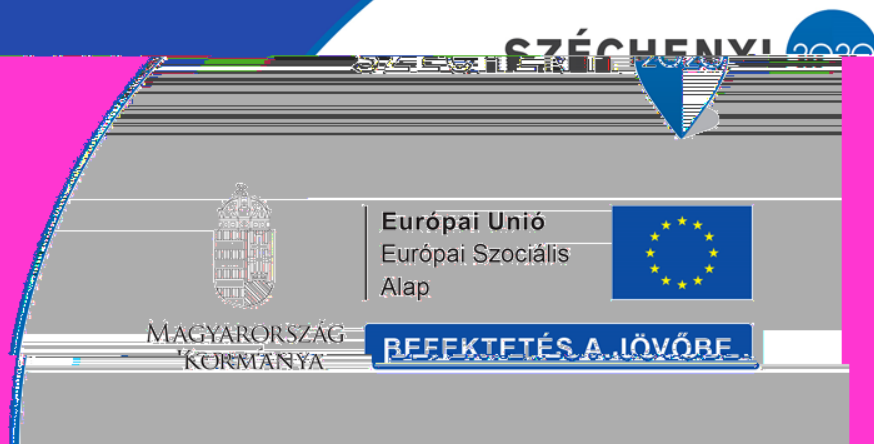 SZÉCHENYI 2020
Európai Unió
Európai Szociális
Alap
MAGYARORSZÁG
KORMÁNYA
BEFEKTETÉS A JÖVŐBE